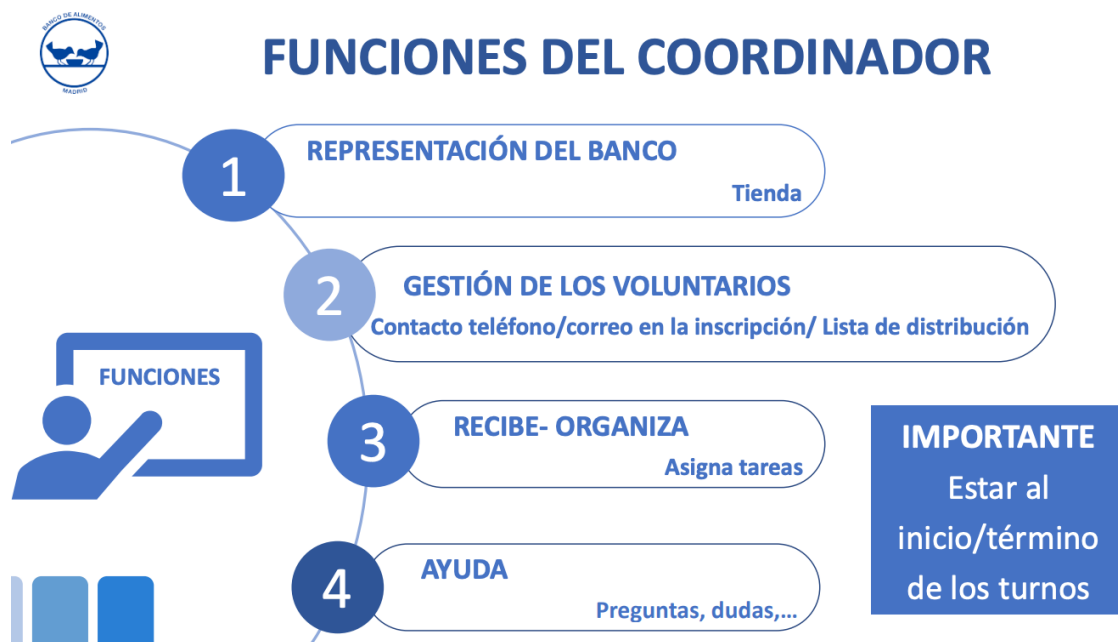 BANCO DE ALIMENTOS
MADRID
FUNCIONES DEL COORDINADOR
1
REPRESENTACIÓN DEL BANCO
Tienda
2
GESTIÓN DE LOS VOLUNTARIOS
Contacto teléfono/correo en la inscripción/ Lista de distribución
FUNCIONES
3
RECIBE- ORGANIZA
Asigna tareas
IMPORTANTE
Estar al
inicio/término
de los turnos
4
AYUDA
Preguntas, dudas,...